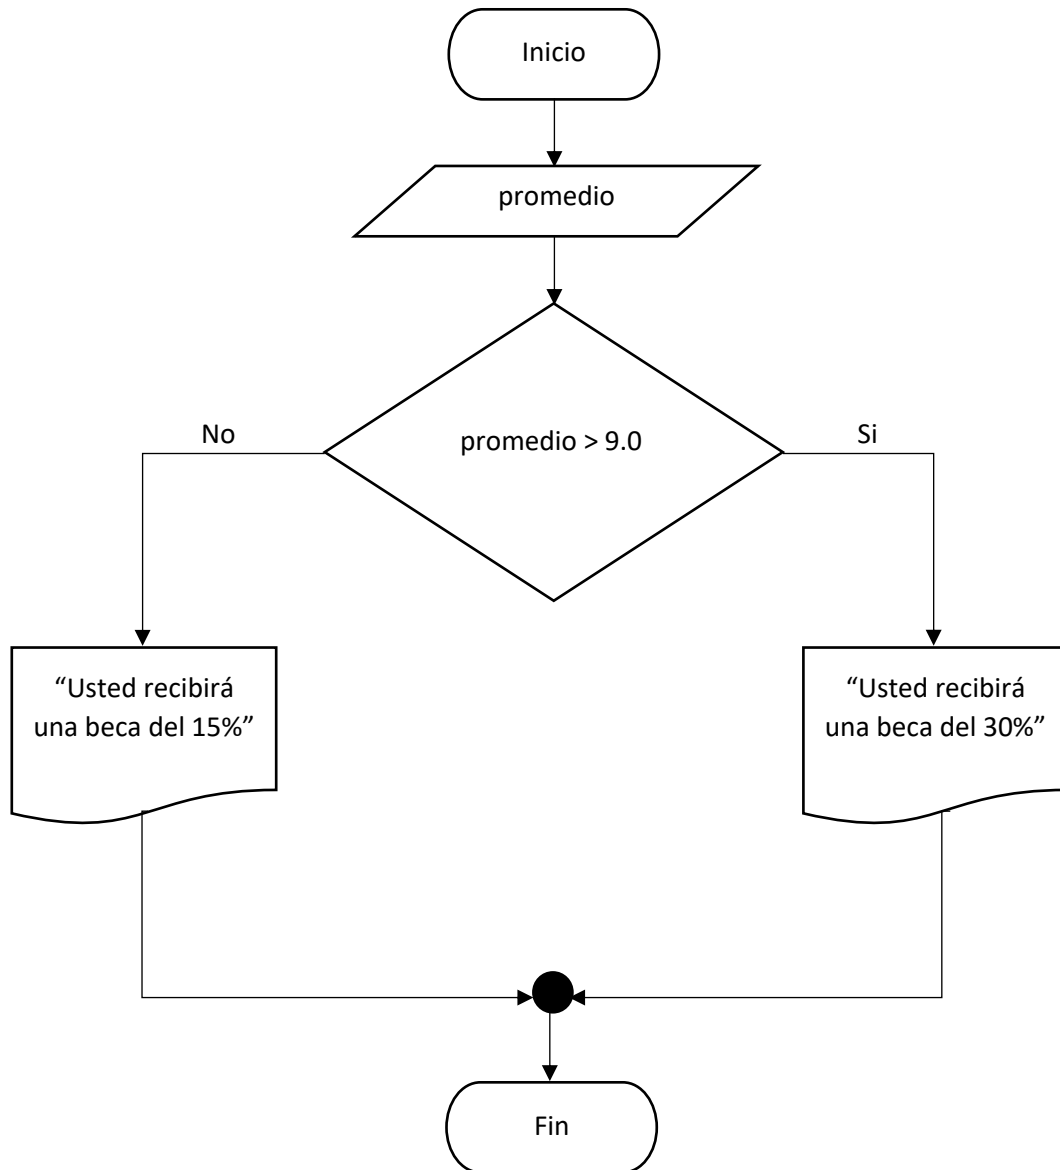 Inicio
promedio
promedio > 9.0
No
Si
“Usted recibirá
una beca del 15%”
“Usted recibirá
una beca del 30%”
Fin